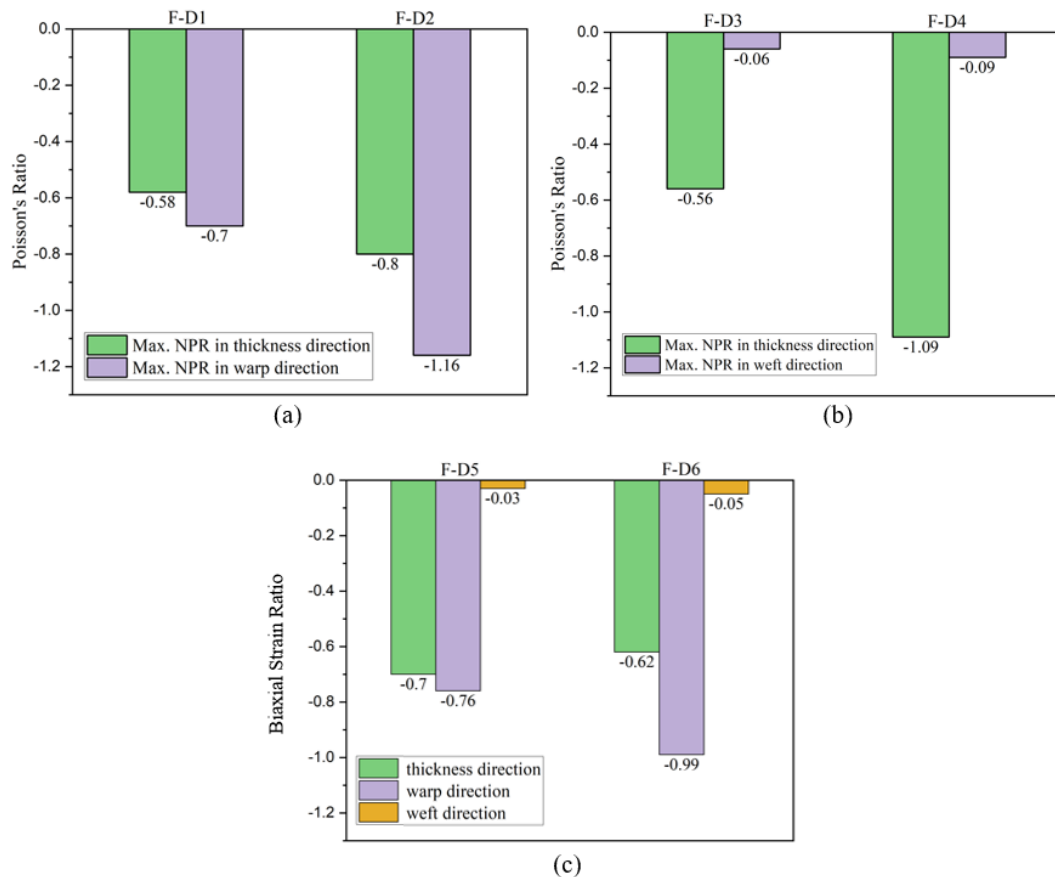 F-D1 F-D2
0.0
-0.2
-0.4
-0.6
-0.8
-1.0
-1.2
Poisson's Ratio
-0.58
-0.7
-0.8
-1.16
Max. NPR in thickness direction
Max. NPR in warp direction
(a)
F-D3 F-D4
0.0
-0.2
-0.4
-0.6
-0.8
-1.0
-1.2
Poisson's Ratio
-0.06
-0.09
-0.56
-1.09
Max. NPR in thickness direction
Max. NPR in weft direction
(b)
F-D5 F-D6
0.0
-0.2
-0.4
-0.6
-0.8
-1.0
-1.2
Biaxial Strain Ratio
-0.03
-0.05
-0.7
-0.76
-0.62
-0.99
thickness direction
warp direction
weft direction
(c)